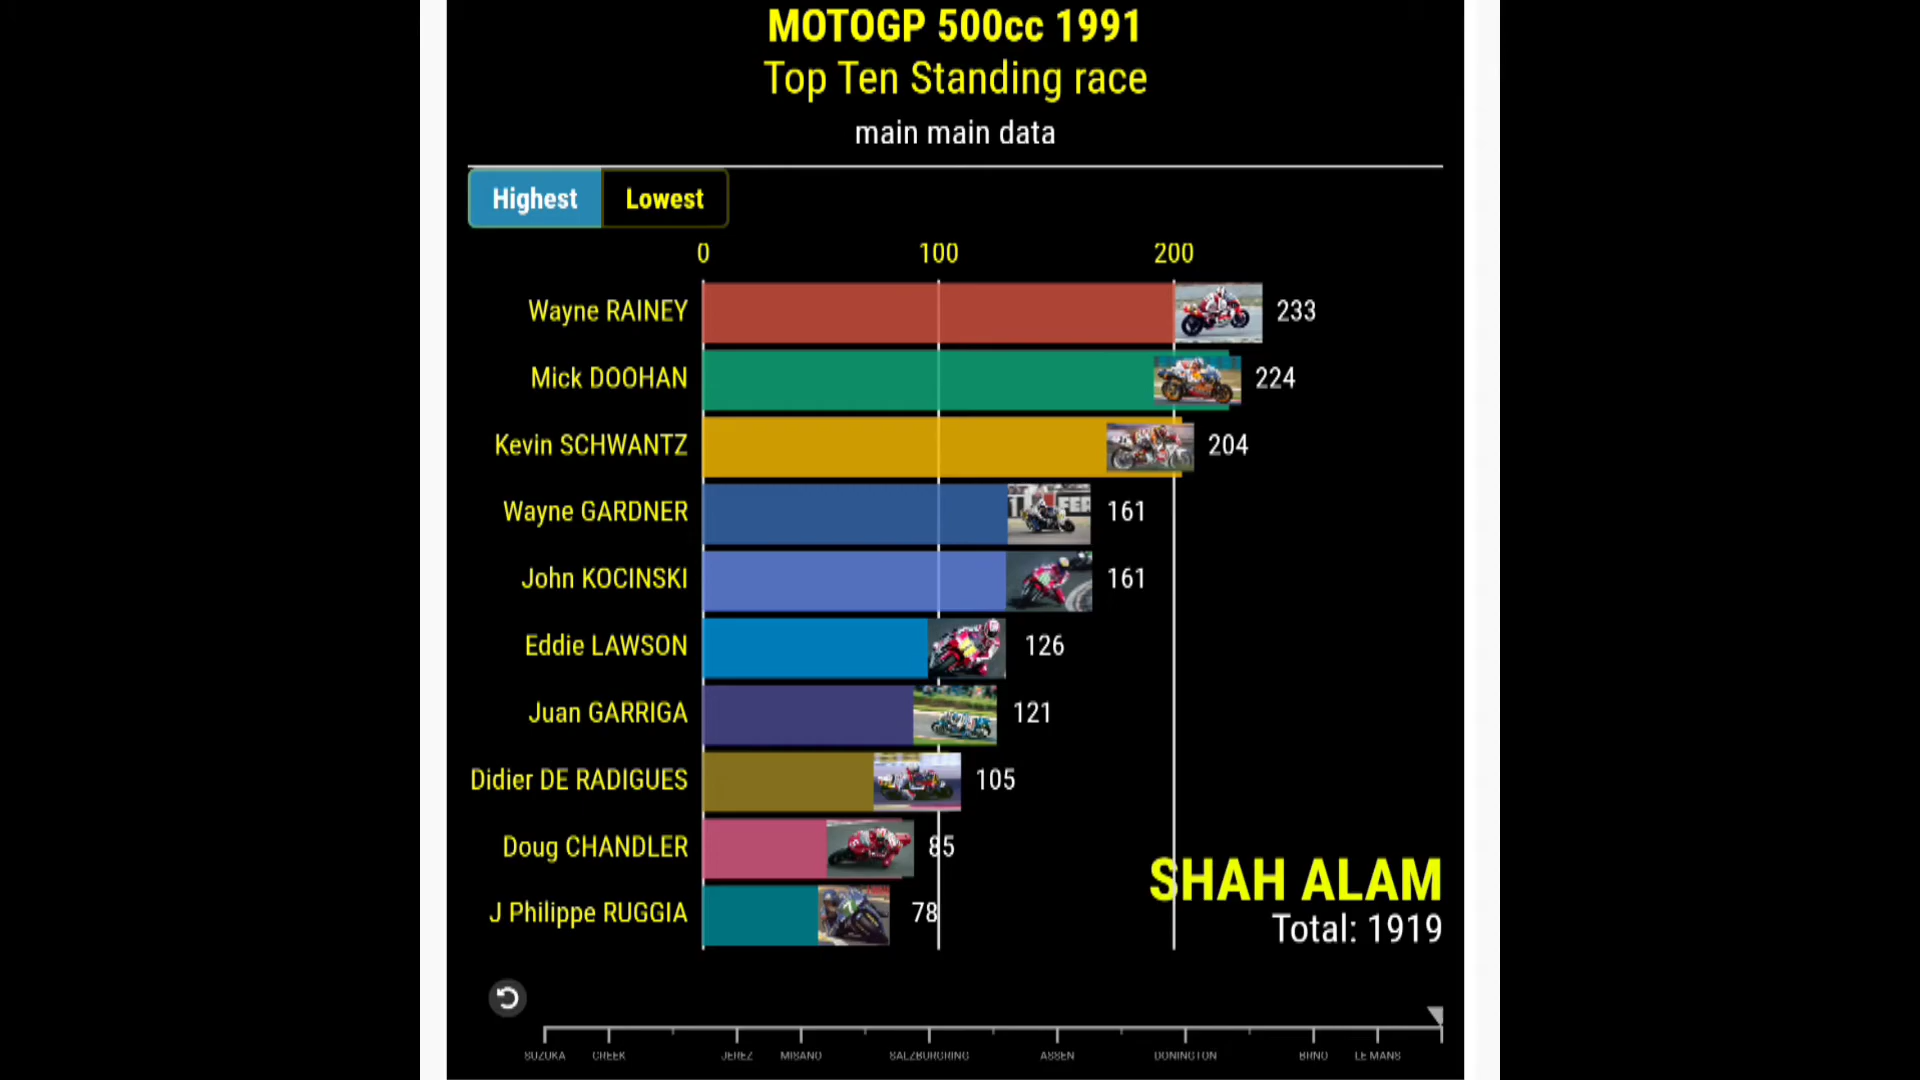 MOTOGP 500cc 1991
Top Ten Standing race
main main data
Highest Lowest
0 100 200
Wayne RAINEY 233
Mick DOOHAN 224
Kevin SCHWANTZ 204
Wayne GARDNER 161
John KOCINSKI 161
Eddie LAWSON 126
Juan GARRIGA 121
Didier DE RADIGUES 105
Doug CHANDLER 85
J Philippe RUGGIA 78
SHAH ALAM
Total: 1919
SUZUKA CREEK JEREZ MISANO SALZBURGRING ASSEN DONINGTON BRNO LE MANS